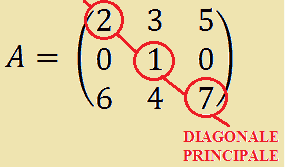 2 3 5
A = 0 1 0
6 4 7
DIAGONALE
PRINCIPALE